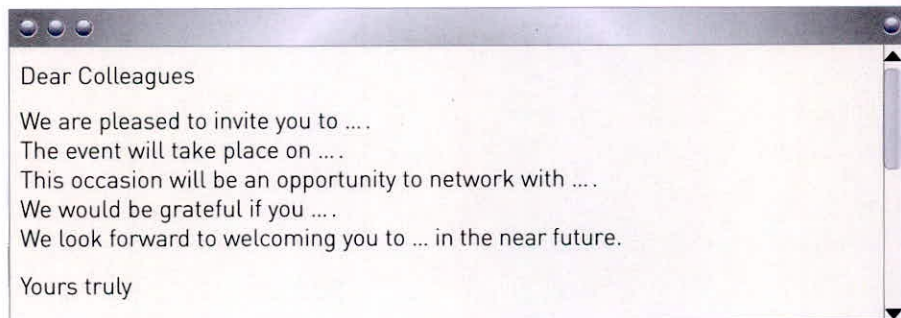 Dear Colleagues
We are pleased to invite you to ... .
The event will take place on ... .
This occasion will be an opportunity to network with ... .
We would be grateful if you ... .
We look forward to welcoming you to ... in the near future.
Yours truly